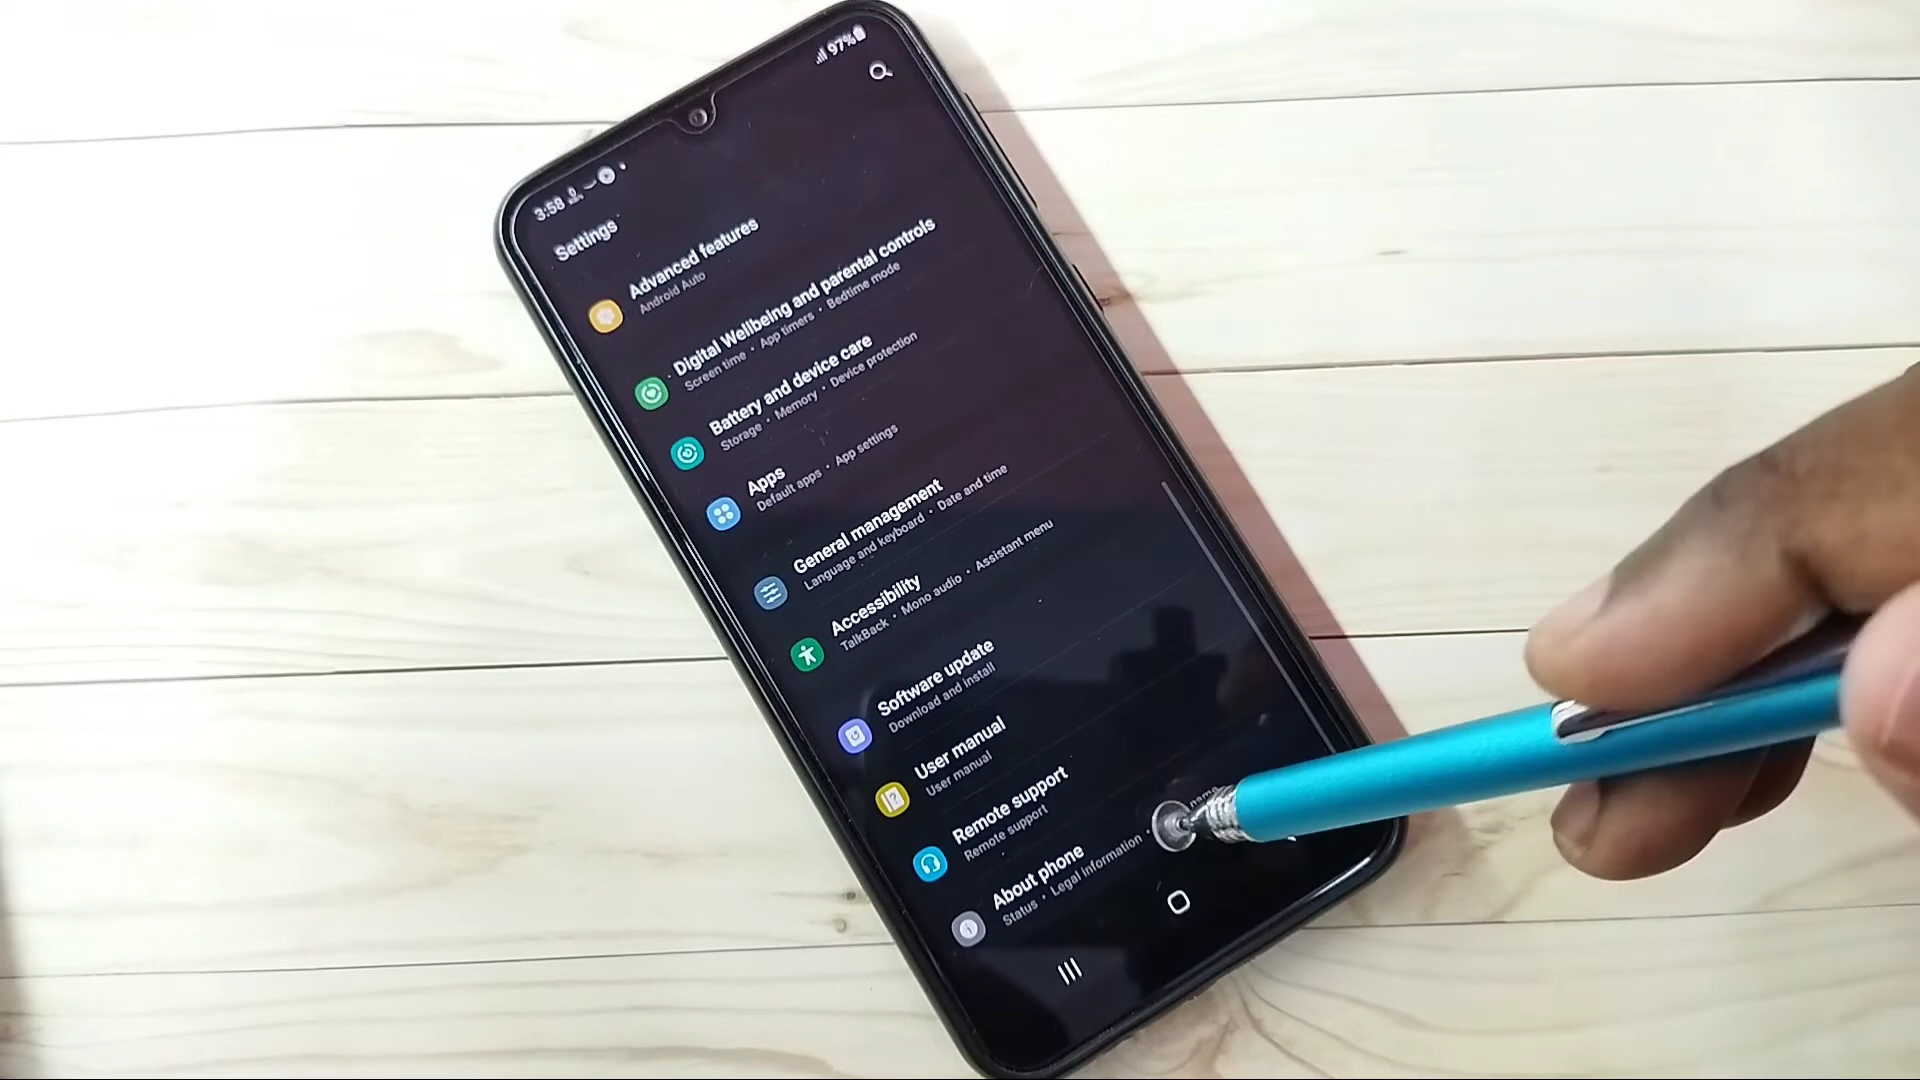 3:58
97%
Settings
Advanced features
Android Auto
Digital Wellbeing and parental controls
Screen time • App timers • Bedtime mode
Battery and device care
Storage • Memory • Device protection
Apps
Default apps • App settings
General management
Language and keyboard • Date and time
Accessibility
TalkBack • Mono audio • Assistant menu
Software update
Download and install
User manual
User manual
Remote support
Remote support
About phone
Status • Legal information • name